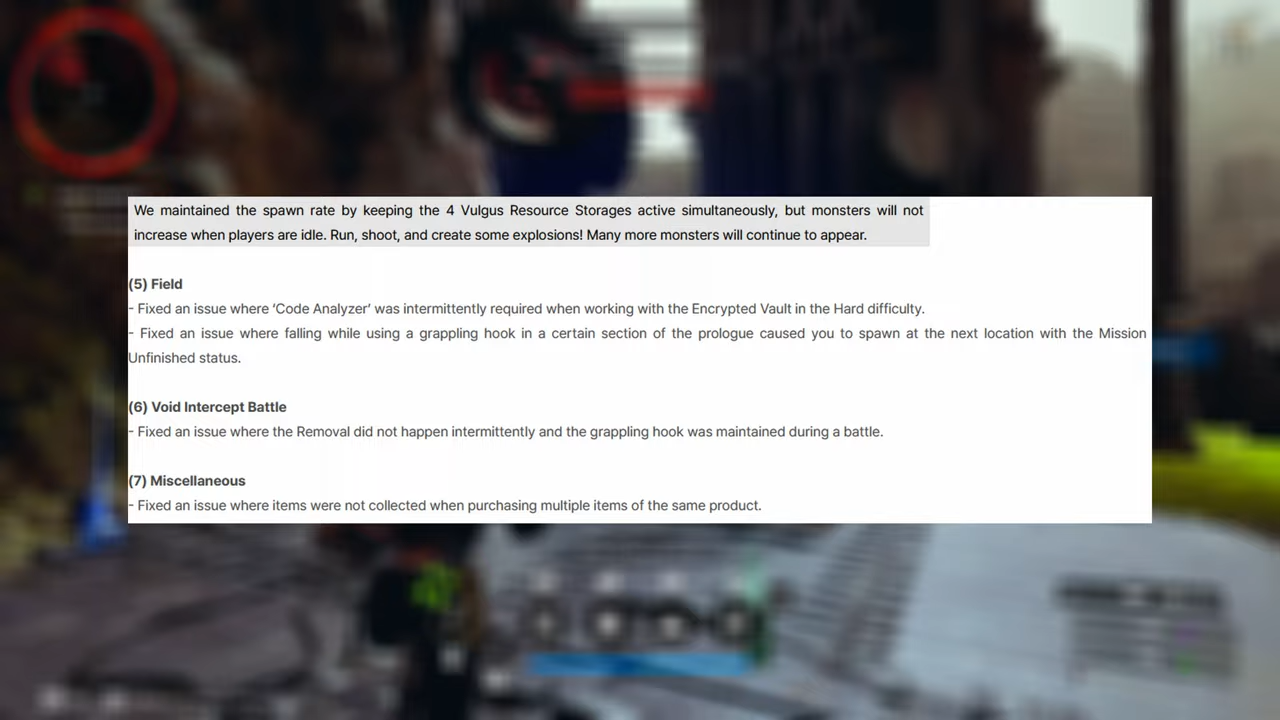 We maintained the spawn rate by keeping the 4 Vulgus Resource Storages active simultaneously, but monsters will not
increase when players are idle. Run, shoot, and create some explosions! Many more monsters will continue to appear.
(5) Field
- Fixed an issue where ‘Code Analyzer’ was intermittently required when working with the Encrypted Vault in the Hard difficulty.
- Fixed an issue where falling while using a grappling hook in a certain section of the prologue caused you to spawn at the next location with the Mission
Unfinished status.
(6) Void Intercept Battle
- Fixed an issue where the Removal did not happen intermittently and the grappling hook was maintained during a battle.
(7) Miscellaneous
- Fixed an issue where items were not collected when purchasing multiple items of the same product.